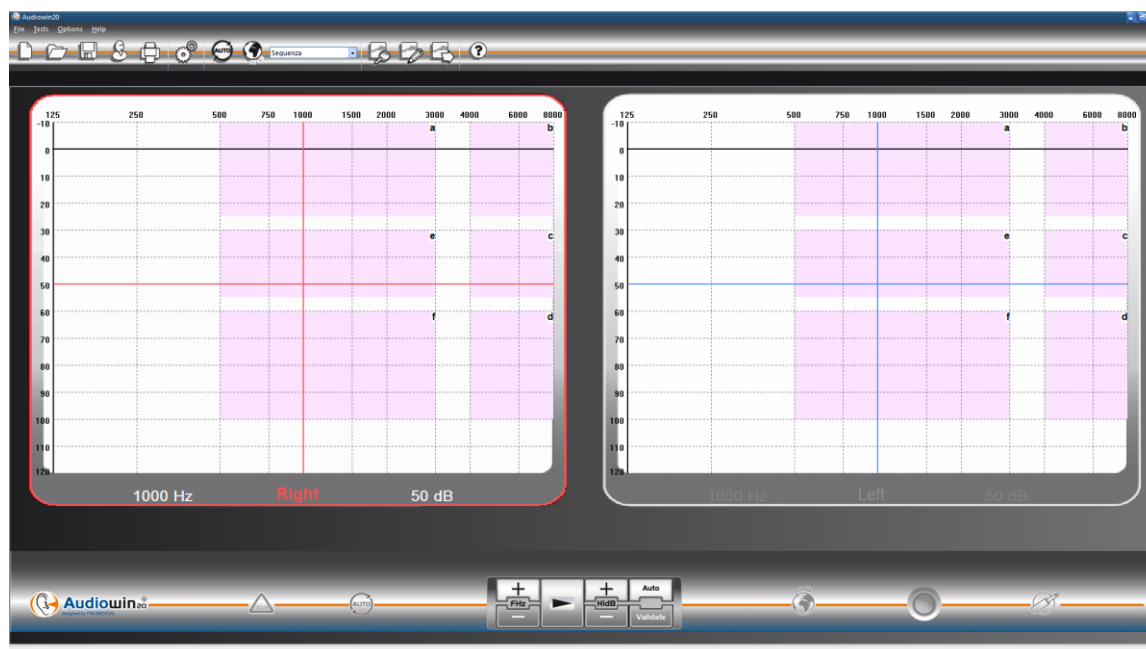 Audiowin20
File Tests Options Help
AUTO Sequenza ?
125 250 500 750 1000 1500 2000 3000 4000 6000 8000
-10 a b
0
10
20
30 e c
40
50
60 f d
70
80
90
100
110
120
1000 Hz Right 50 dB
125 250 500 750 1000 1500 2000 3000 4000 6000 8000
-10 a b
0
10
20
30 e c
40
50
60 f d
70
80
90
100
110
120
1000 Hz Left 50 dB
Audiowin20
AUTO
+ + Auto
FHz HldB
− − Validate